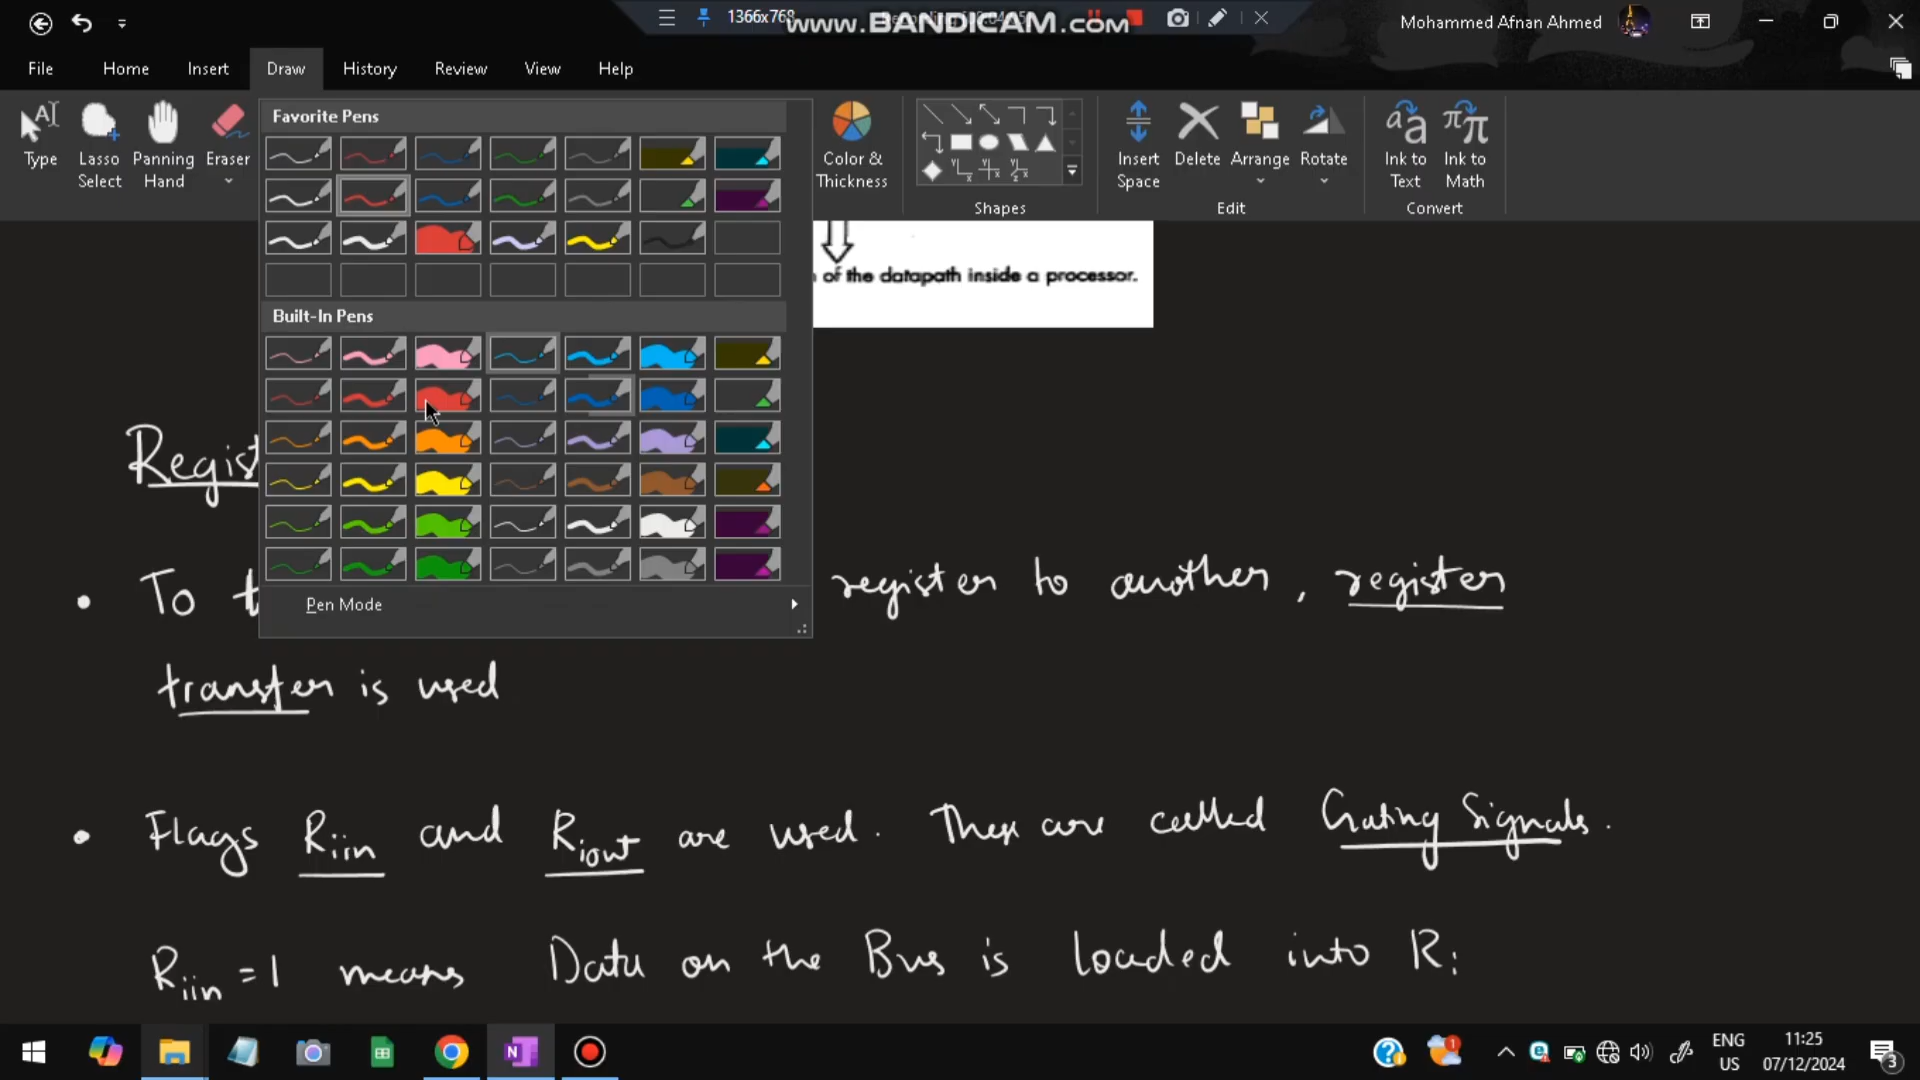 1366x768
www.BANDICAM.com
Mohammed Afnan Ahmed
File Home Insert Draw History Review View Help
Type
Lasso Select
Panning Hand
Eraser
Favorite Pens
Built-In Pens
Pen Mode
Color & Thickness
Shapes
Insert Space
Delete
Arrange
Rotate
Edit
Ink to Text
Ink to Math
Convert
of the datapath inside a processor.
Regist
• To t register to another, register
transfer is used
• Flags Riin and Riout are used. They are called Gating Signals.
Riin = 1 means Data on the Bus is loaded into Ri
ENG
US
11:25
07/12/2024
3